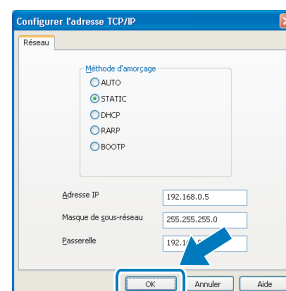 Configurer l'adresse TCP/IP
Réseau
Méthode d'amorçage
AUTO
STATIC
DHCP
RARP
BOOTP
Adresse IP 192.168.0.5
Masque de sous-réseau 255.255.255.0
Passerelle
OK Annuler Aide